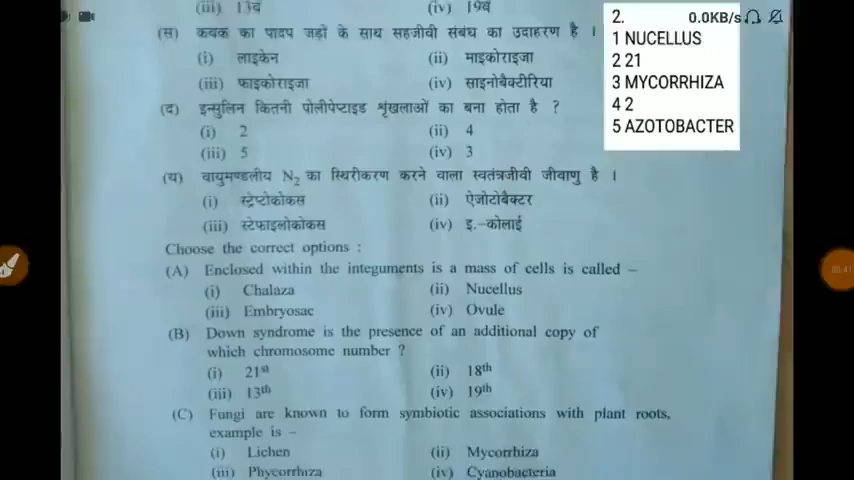 (iii) 13वें (iv) 19वें
(स) कवक का पादप जड़ों के साथ सहजीवी संबंध का उदाहरण है ।
(i) लाइकेन (ii) माइकोराइजा
(iii) फाइकोराइजा (iv) साइनोबैक्टीरिया
(द) इन्सुलिन कितनी पोलीपेप्टाइड शृंखलाओं का बना होता है ?
(i) 2 (ii) 4
(iii) 5 (iv) 3
(य) वायुमण्डलीय N₂ का स्थिरीकरण करने वाला स्वतंत्रजीवी जीवाणु है ।
(i) स्ट्रेप्टोकोकस (ii) ऐजोटोबैक्टर
(iii) स्टेफाइलोकोकस (iv) इ.-कोलाई
Choose the correct options :
(A) Enclosed within the integuments is a mass of cells is called –
(i) Chalaza (ii) Nucellus
(iii) Embryosac (iv) Ovule
(B) Down syndrome is the presence of an additional copy of
which chromosome number ?
(i) 21st (ii) 18th
(iii) 13th (iv) 19th
(C) Fungi are known to form symbiotic associations with plant roots,
example is –
(i) Lichen (ii) Mycorrhiza
(iii) Phycorrhiza (iv) Cyanobacteria
2. 0.0KB/s
1 NUCELLUS
2 21
3 MYCORRHIZA
4 2
5 AZOTOBACTER
00:41